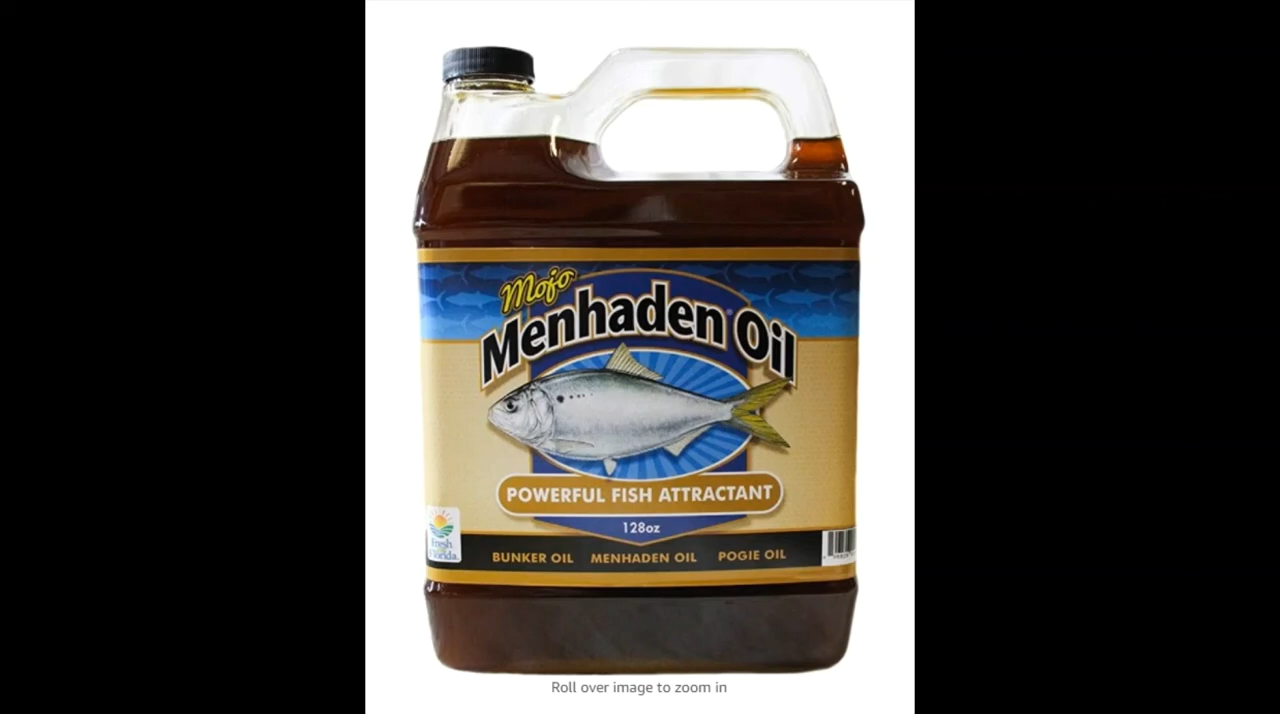 Mojo
Menhaden Oil
POWERFUL FISH ATTRACTANT
128oz
Fresh
BUNKER OIL MENHADEN OIL POGIE OIL
Roll over image to zoom in